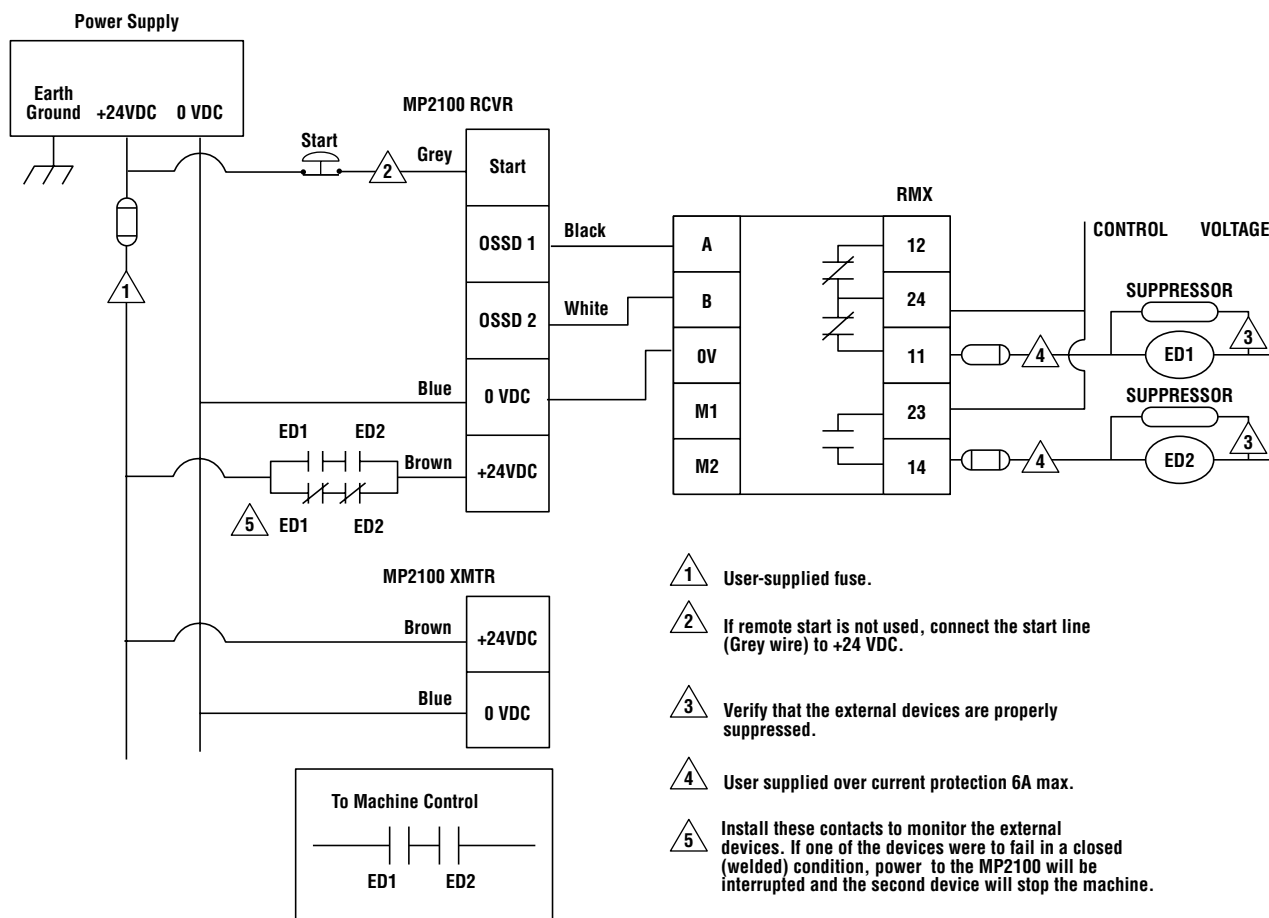 Power Supply
Earth
Ground +24VDC 0 VDC
MP2100 RCVR
Start
2
Grey
Start
1
OSSD 1
Black
OSSD 2
White
Blue
0 VDC
ED1 ED2
Brown
+24VDC
5
ED1 ED2
RMX
A
B
0V
M1
M2
12
24
11
23
14
CONTROL VOLTAGE
SUPPRESSOR
4
ED1
3
SUPPRESSOR
4
ED2
3
MP2100 XMTR
Brown
+24VDC
Blue
0 VDC
To Machine Control
ED1 ED2
1 User-supplied fuse.
2 If remote start is not used, connect the start line
(Grey wire) to +24 VDC.
3 Verify that the external devices are properly
suppressed.
4 User supplied over current protection 6A max.
5 Install these contacts to monitor the external
devices. If one of the devices were to fail in a closed
(welded) condition, power to the MP2100 will be
interrupted and the second device will stop the machine.